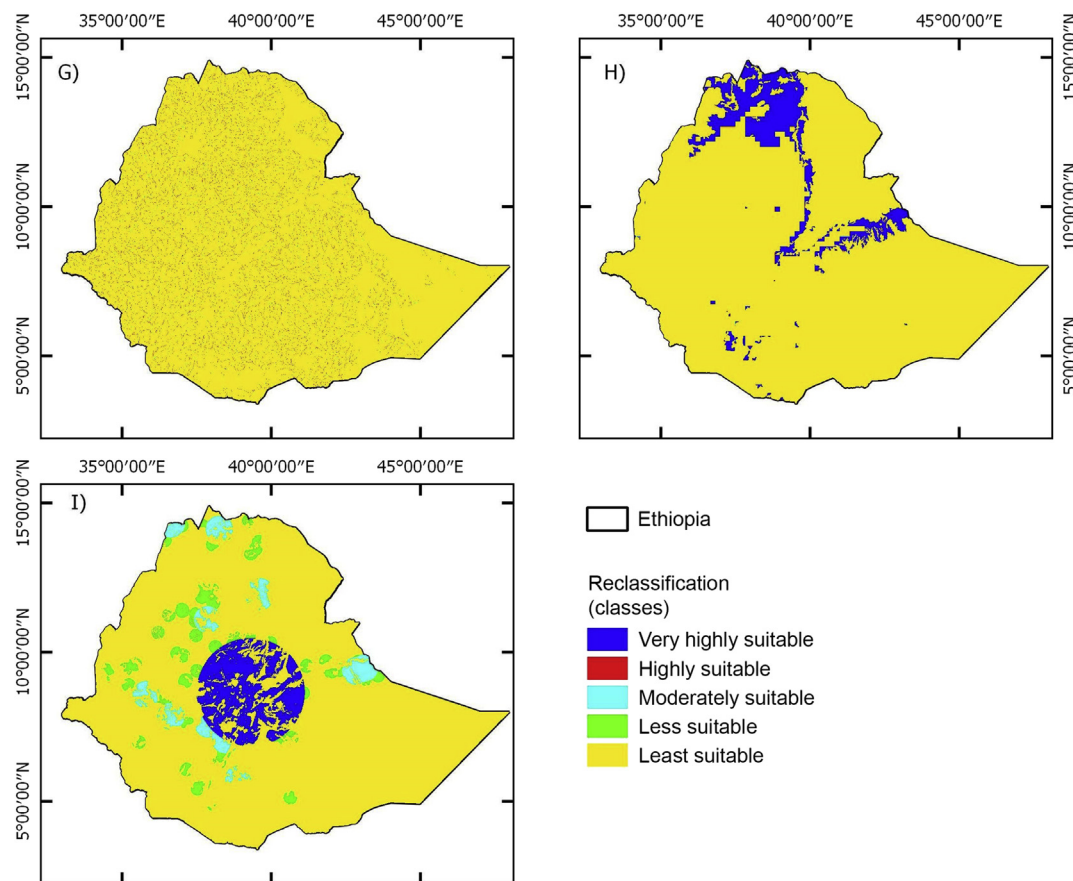 35°00′00″E 40°00′00″E 45°00′00″E
35°00′00″E 40°00′00″E 45°00′00″E
G)
H)
15°00′00″N
10°00′00″N
5°00′00″N
15°00′00″N
10°00′00″N
5°00′00″N
35°00′00″E 40°00′00″E 45°00′00″E
I)
15°00′00″N
10°00′00″N
5°00′00″N
Ethiopia
Reclassification
(classes)
Very highly suitable
Highly suitable
Moderately suitable
Less suitable
Least suitable